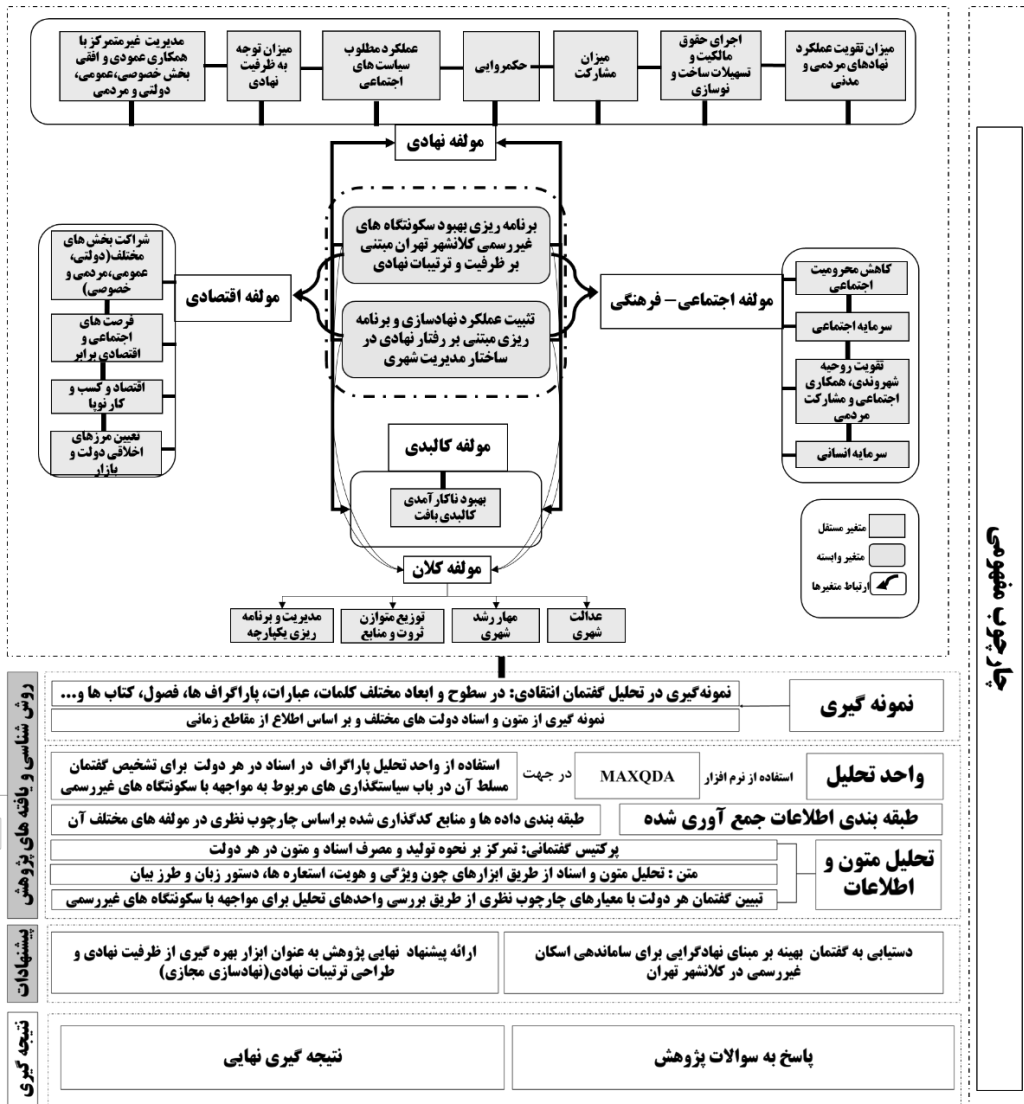 میزان تقویت عملکرد
نهادهای مردمی و
مدنی
اجرای حقوق
مالکیت و
تسهیلات ساخت و
نوسازی
میزان
مشارکت
حکمروایی
عملکرد مطلوب
سیاست های
اجتماعی
میزان توجه
به ظرفیت
نهادی
مدیریت غیرمتمرکز با
همکاری عمودی و افقی
بخش خصوصی،عمومی،
دولتی و مردمی
مولفه نهادی
برنامه ریزی بهبود سکونتگاه های
غیررسمی کلانشهر تهران مبتنی
بر ظرفیت و ترتیبات نهادی
تثبیت عملکرد نهادسازی و برنامه
ریزی مبتنی بر رفتار نهادی در
ساختار مدیریت شهری
مولفه اجتماعی- فرهنگی
کاهش محرومیت
اجتماعی
سرمایه اجتماعی
تقویت روحیه
شهروندی، همکاری
اجتماعی و مشارکت
مردمی
سرمایه انسانی
مولفه اقتصادی
شراکت بخش های
مختلف(دولتی،
عمومی،مردمی و
خصوصی)
فرصت های
اجتماعی و
اقتصادی برابر
اقتصاد و کسب و
کار نوپا
تعیین مرزهای
اخلاقی دولت و
بازار
مولفه کالبدی
بهبود ناکارآمدی
کالبدی بافت
مولفه کلان
عدالت
شهری
مهار رشد
شهری
توزیع متوازن
ثروت و منابع
مدیریت و برنامه
ریزی یکپارچه
متغیر مستقل
متغیر وابسته
ارتباط متغیرها
چارچوب مفهومی
روش شناسی و یافته های پژوهش
نمونه گیری
نمونه‌گیری در تحلیل گفتمان انتقادی: در سطوح و ابعاد مختلف کلمات، عبارات، پاراگراف ها، فصول، کتاب ها و...
نمونه گیری از متون و اسناد دولت های مختلف و بر اساس اطلاع از مقاطع زمانی
واحد تحلیل
استفاده از نرم افزار
MAXQDA
در جهت
استفاده از واحد تحلیل پاراگراف در اسناد در هر دولت برای تشخیص گفتمان
مسلط آن در باب سیاستگذاری های مربوط به مواجهه با سکونتگاه های غیررسمی
طبقه بندی اطلاعات جمع آوری شده
طبقه بندی داده ها و منابع کدگذاری شده براساس چارچوب نظری در مولفه های مختلف آن
تحلیل متون و
اطلاعات
پرکتیس گفتمانی: تمرکز بر نحوه تولید و مصرف اسناد و متون در هر دولت
متن : تحلیل متون و اسناد از طریق ابزارهای چون ویژگی و هویت، استعاره ها، دستور زبان و طرز بیان
تبیین گفتمان هر دولت با معیارهای چارچوب نظری از طریق بررسی واحدهای تحلیل برای مواجهه با سکونتگاه های غیررسمی
پیشنهادات
دستیابی به گفتمان بهینه بر مبنای نهادگرایی برای ساماندهی اسکان
غیررسمی در کلانشهر تهران
ارائه پیشنهاد نهایی پژوهش به عنوان ابزار بهره گیری از ظرفیت نهادی و
طراحی ترتیبات نهادی(نهادسازی مجازی)
نتیجه گیری
پاسخ به سوالات پژوهش
نتیجه گیری نهایی